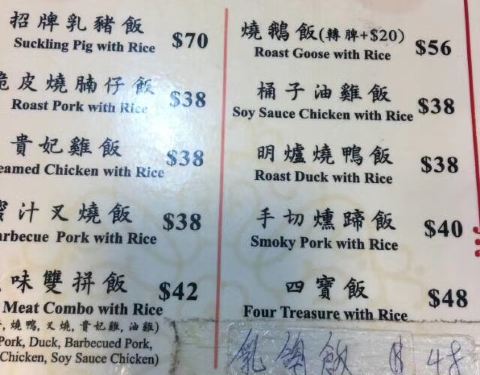 招牌乳豬飯
Suckling Pig with Rice $70
皮燒腩仔飯
Roast Pork with Rice $38
貴妃雞飯
eamed Chicken with Rice $38
汁叉燒飯
arbecue Pork with Rice $38
味雙拼飯
Meat Combo with Rice $42
燒鴨, 叉燒, 貴妃雞, 油雞)
Pork, Duck, Barbecued Pork,
Chicken, Soy Sauce Chicken)
燒鵝飯(轉脾+$20)
Roast Goose with Rice $56
桶子油雞飯
Soy Sauce Chicken with Rice $38
明爐燒鴨飯
Roast Duck with Rice $38
手切燻蹄飯
Smoky Pork with Rice $40
四寶飯
Four Treasure with Rice $48
飯 $48